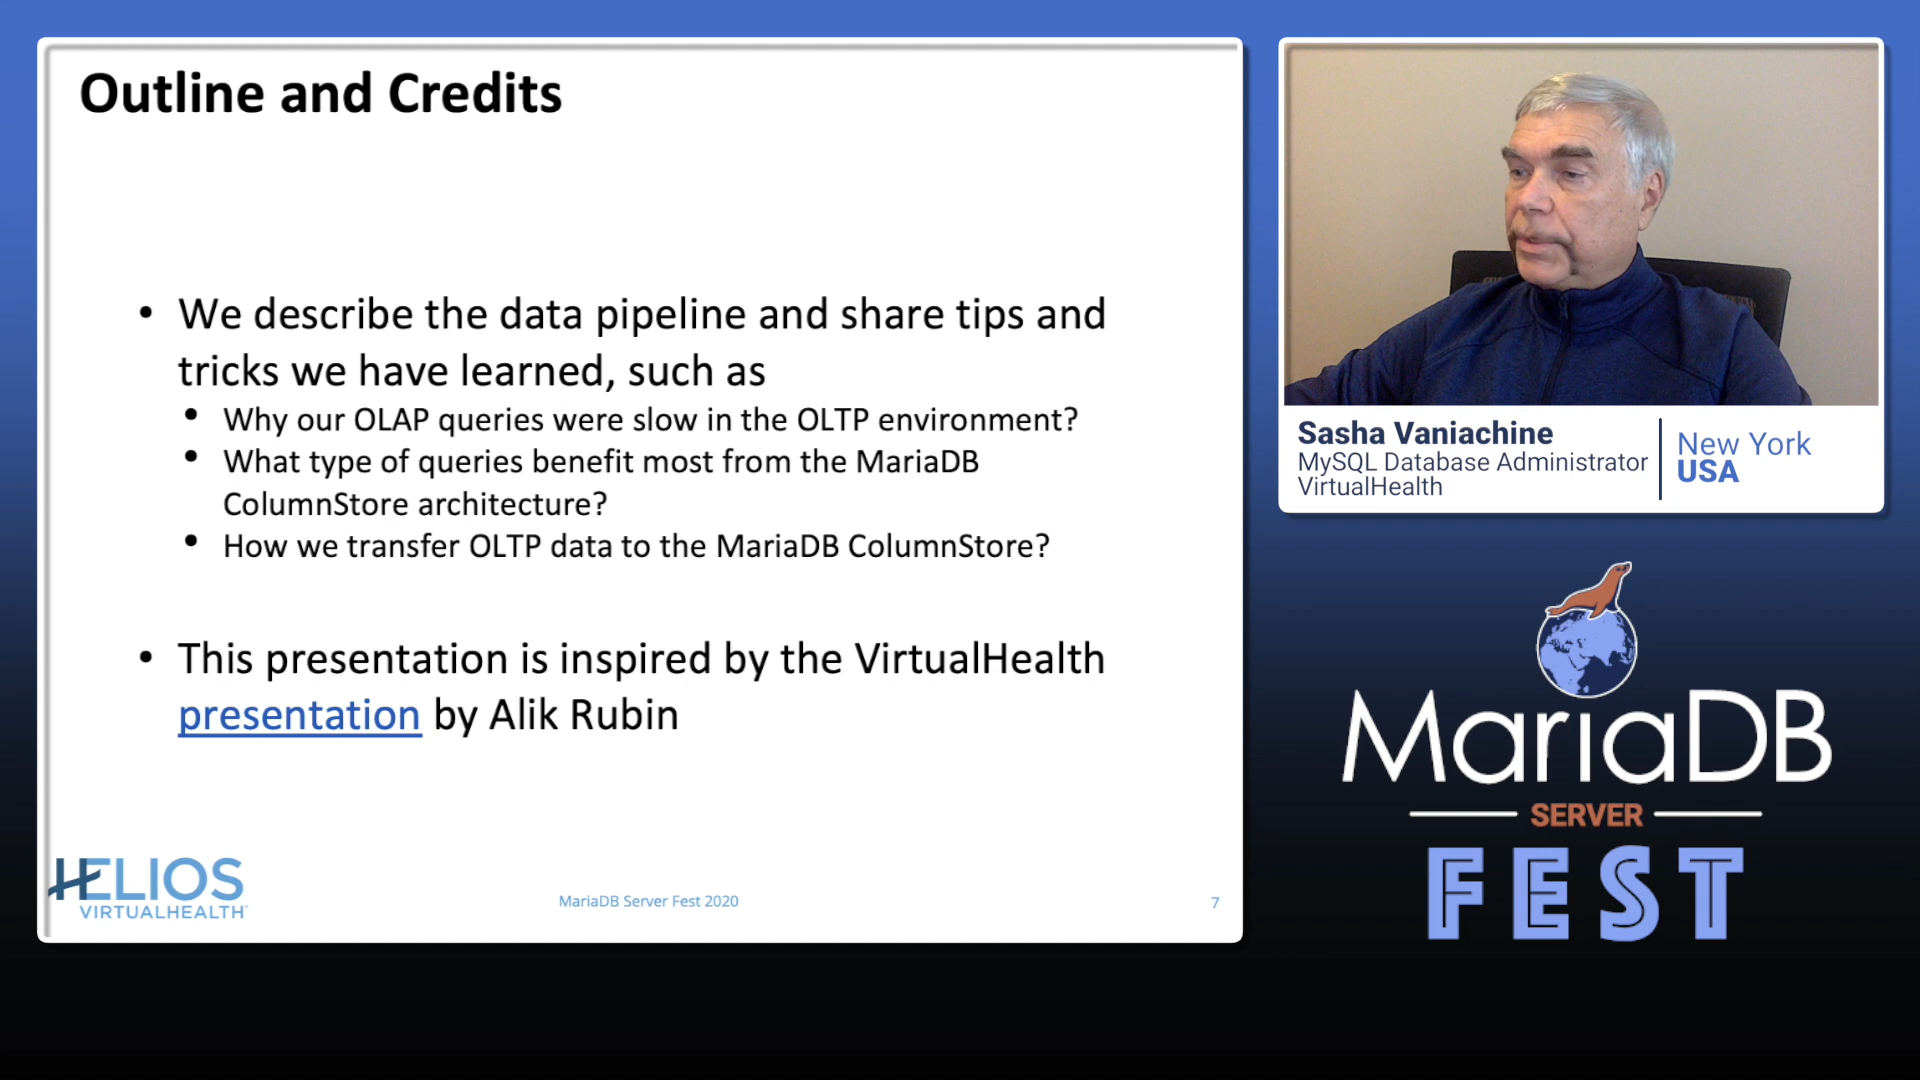 Outline and Credits
• We describe the data pipeline and share tips and
tricks we have learned, such as
• Why our OLAP queries were slow in the OLTP environment?
• What type of queries benefit most from the MariaDB
ColumnStore architecture?
• How we transfer OLTP data to the MariaDB ColumnStore?
• This presentation is inspired by the VirtualHealth
presentation by Alik Rubin
HELIOS
VIRTUALHEALTH
MariaDB Server Fest 2020
7
Sasha Vaniachine
MySQL Database Administrator
VirtualHealth
New York
USA
MariaDB
SERVER
FEST